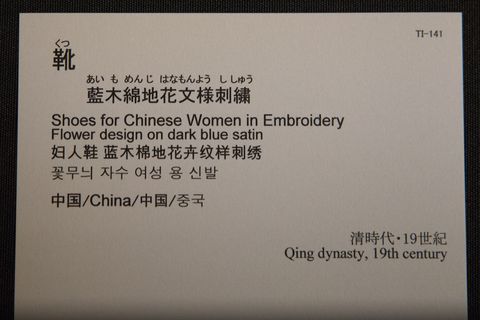 TI-141
くつ
靴
あい も めんじ はなもんよう ししゅう
藍木綿地花文様刺繍
Shoes for Chinese Women in Embroidery
Flower design on dark blue satin
妇人鞋 蓝木棉地花卉纹样刺绣
꽃무늬 자수 여성 용 신발
中国/China/中国/중국
清時代・19世紀
Qing dynasty, 19th century